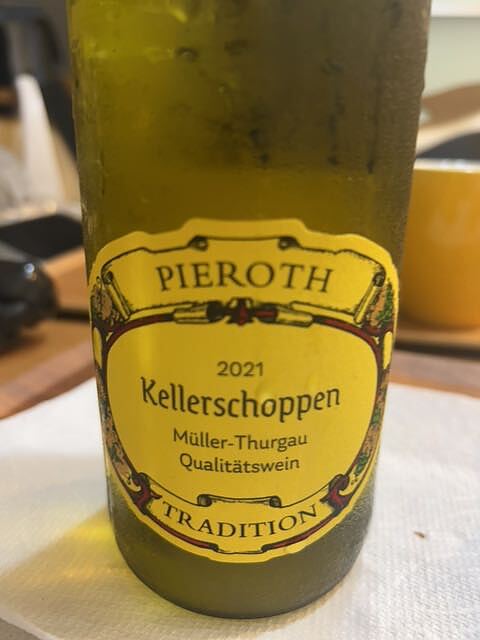 PIEROTH
2021
Kellerschoppen
Müller-Thurgau
Qualitätswein
TRADITION